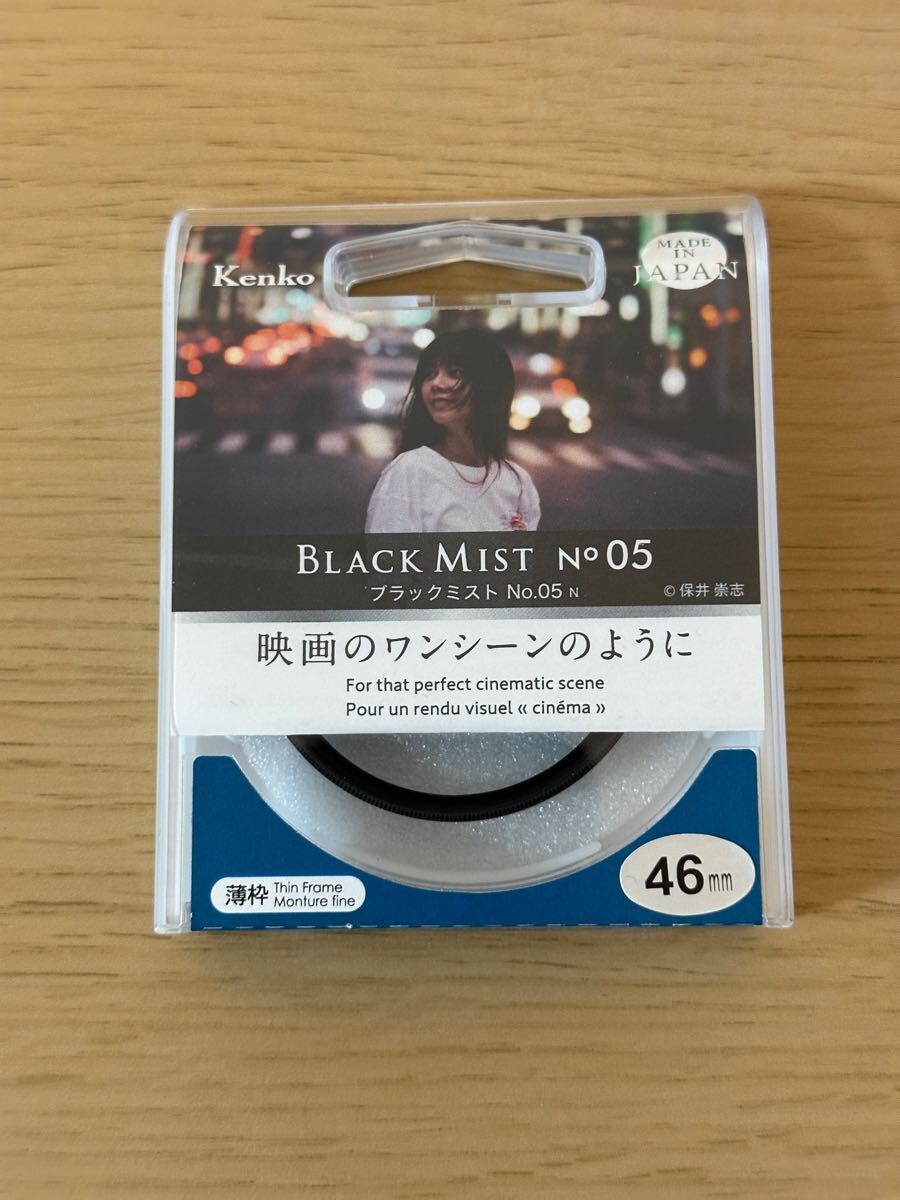 Kenko
MADE
IN
JAPAN
BLACK MIST Nº 05
ブラックミスト No.05 N
© 保井 崇志
映画のワンシーンのように
For that perfect cinematic scene
Pour un rendu visuel « cinéma »
薄枠 Thin Frame
Monture fine
46mm